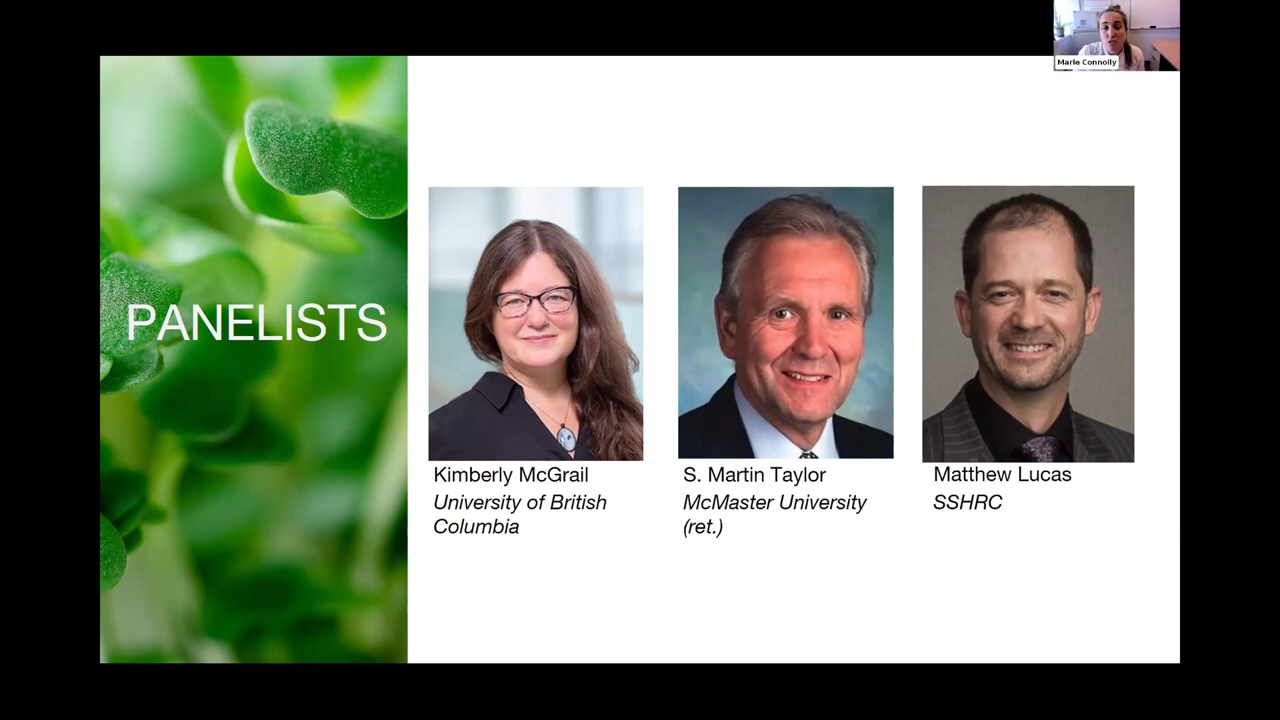 Marie Connolly
PANELISTS
Kimberly McGrail
University of British
Columbia
S. Martin Taylor
McMaster University
(ret.)
Matthew Lucas
SSHRC